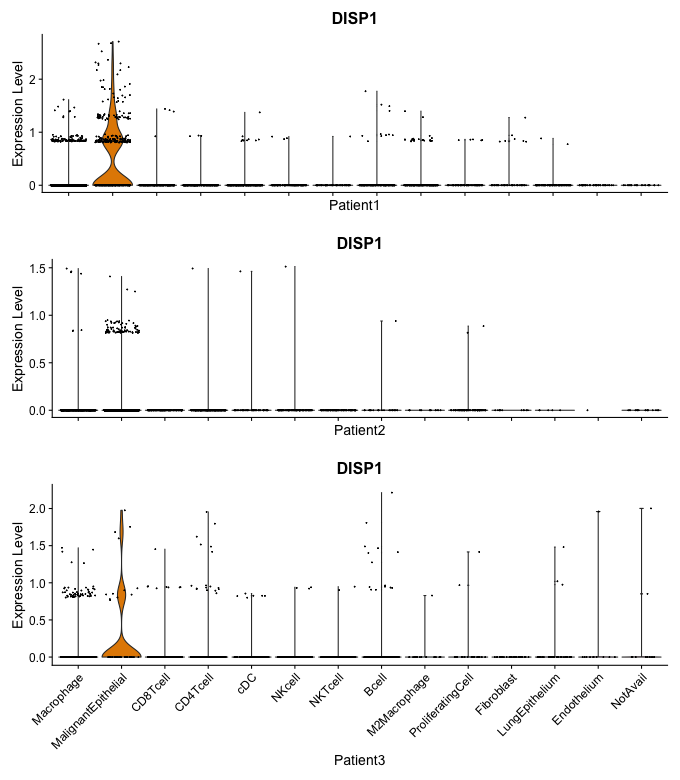 DISP1
Expression Level
2
1
0
Patient1
DISP1
Expression Level
1.5
1.0
0.5
0.0
Patient2
DISP1
Expression Level
2.0
1.5
1.0
0.5
0.0
Macrophage
MalignantEpithelial
CD8Tcell
CD4Tcell
cDC
NKcell
NKTcell
Bcell
M2Macrophage
ProliferatingCell
Fibroblast
LungEpithelium
Endothelium
NotAvail
Patient3